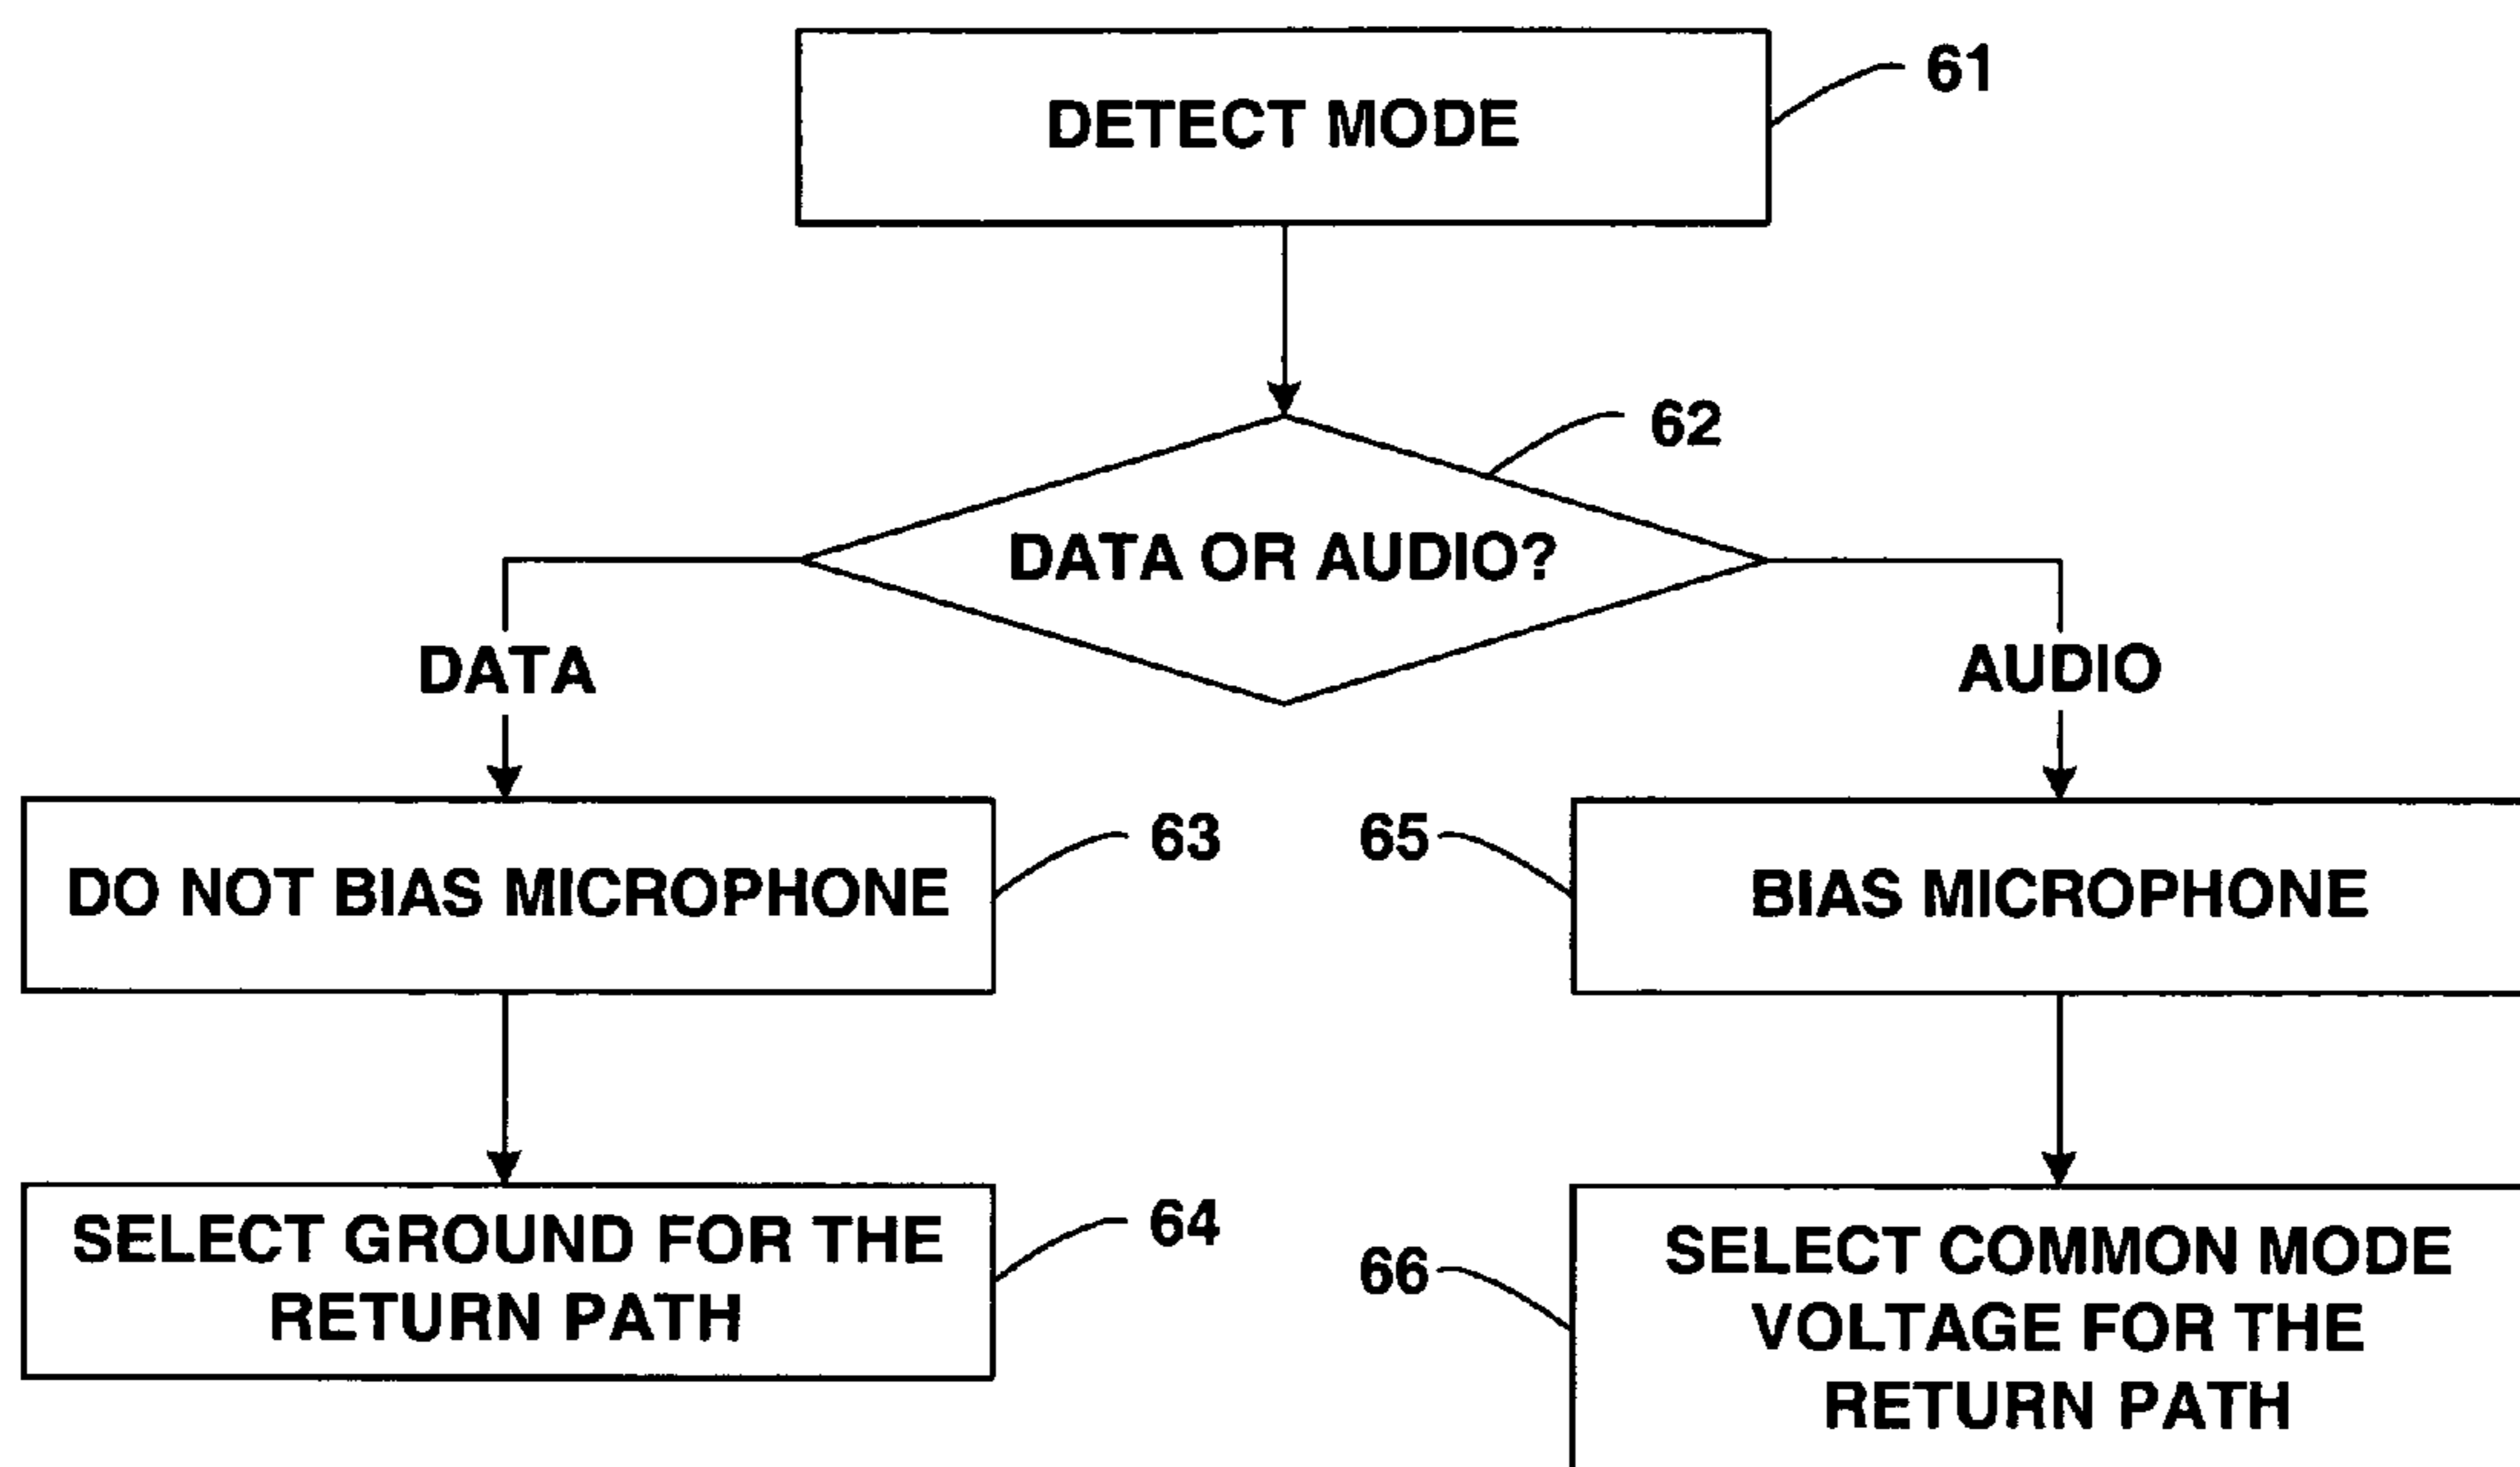 DETECT MODE
61
62
DATA OR AUDIO?
DATA
AUDIO
DO NOT BIAS MICROPHONE
63
65
BIAS MICROPHONE
SELECT GROUND FOR THE
RETURN PATH
64
66
SELECT COMMON MODE
VOLTAGE FOR THE
RETURN PATH